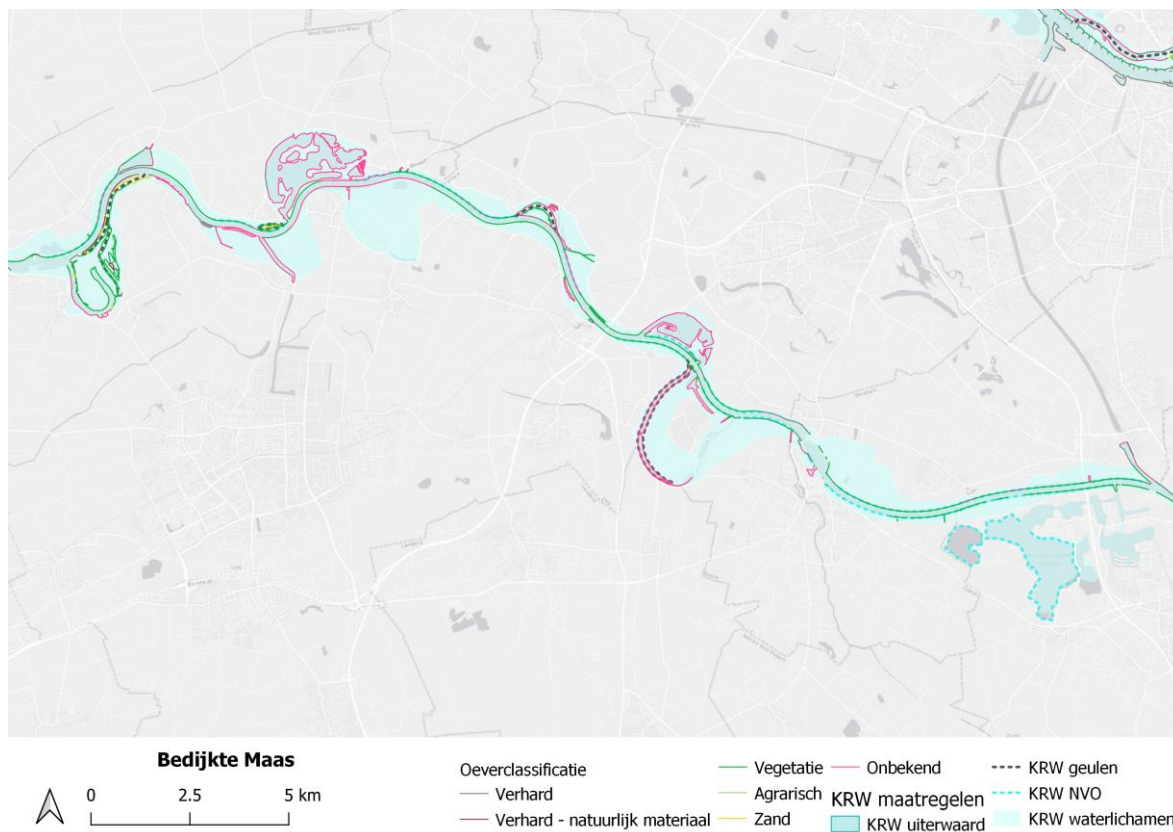 Bedijkte Maas
0 2.5 5 km
Oeverclassificatie
Verhard
Verhard - natuurlijk materiaal
Vegetatie
Agrarisch
Zand
Onbekend
KRW maatregelen
KRW uiterwaard
KRW geulen
KRW NVO
KRW waterlichamen